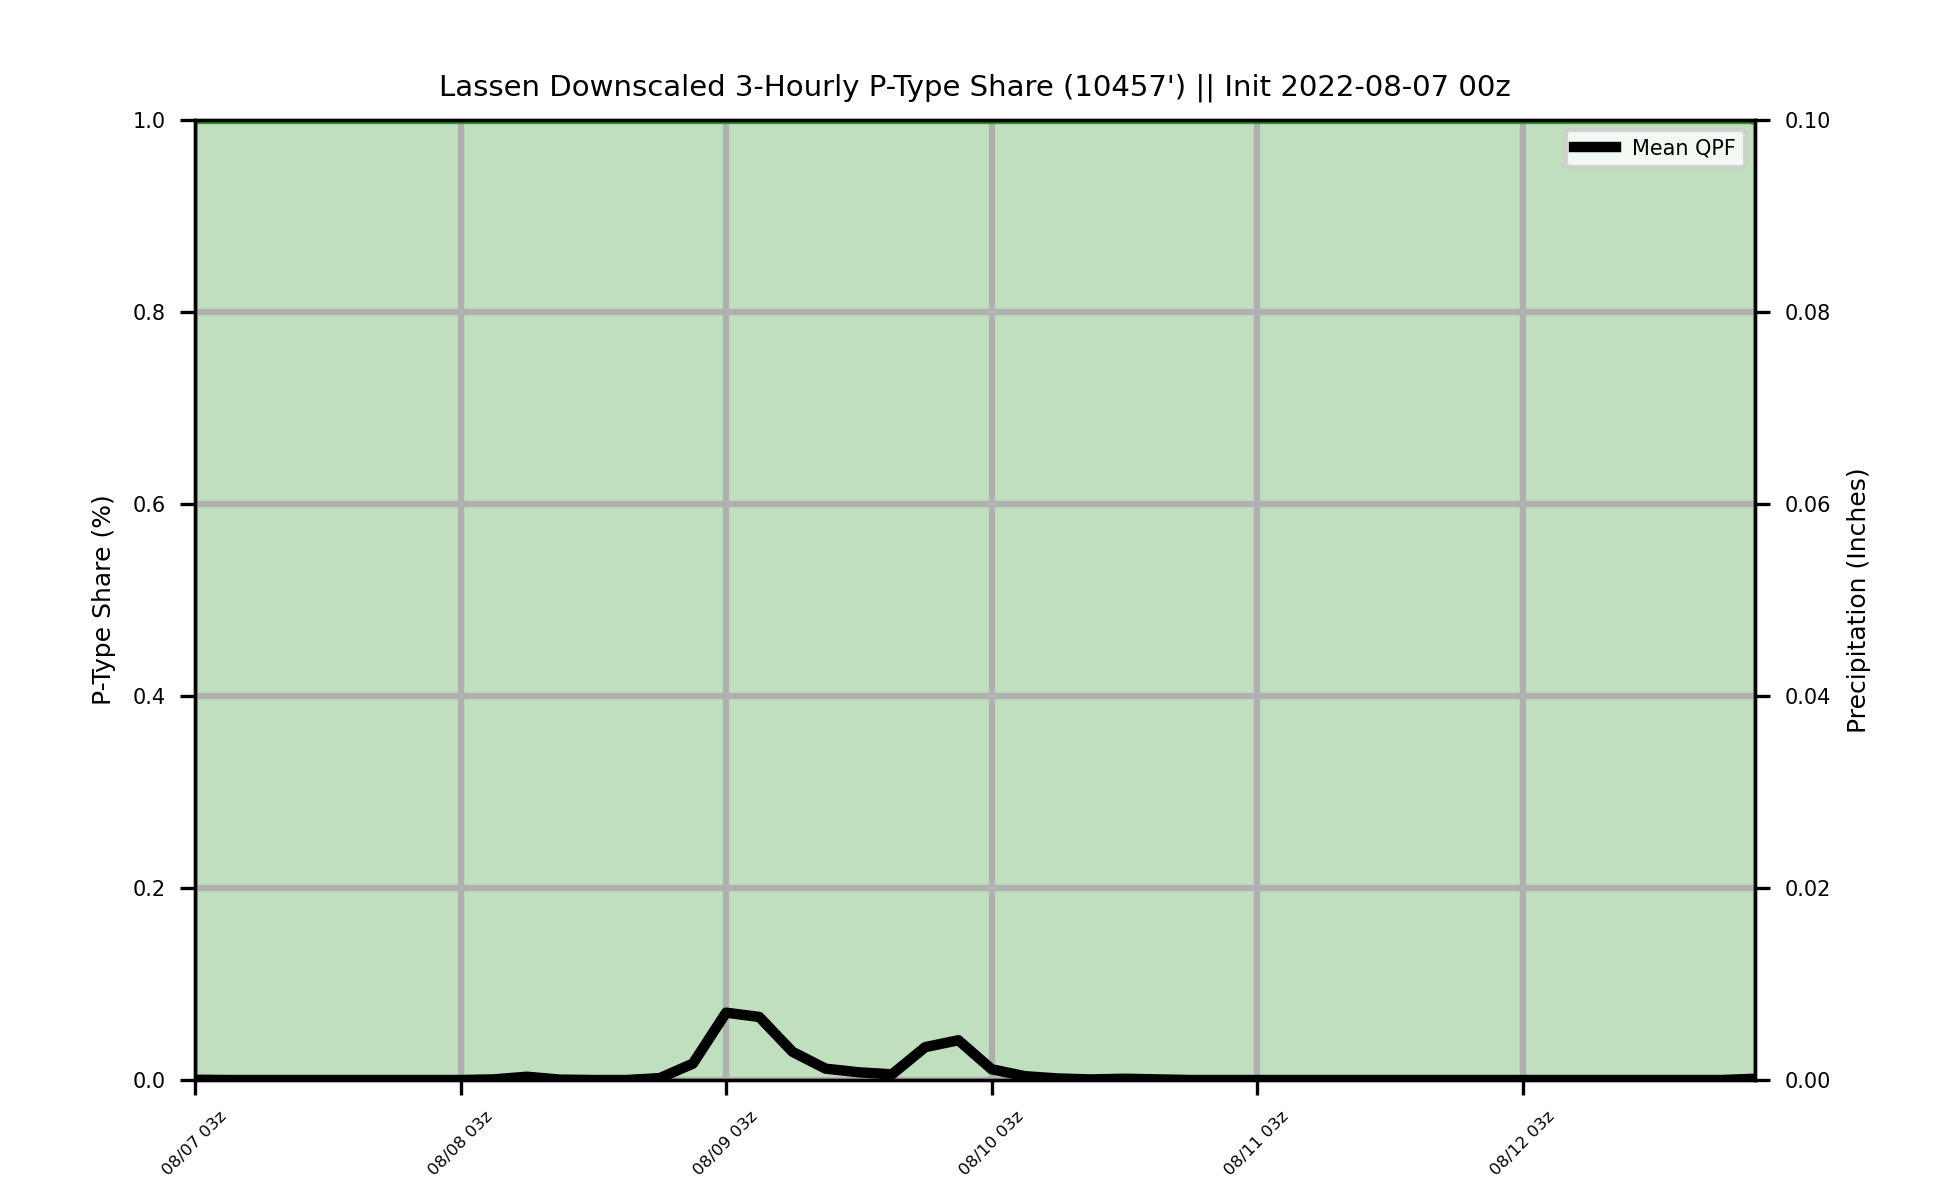 Lassen Downscaled 3-Hourly P-Type Share (10457') || Init 2022-08-07 00z
Mean QPF
P-Type Share (%)
1.0
0.8
0.6
0.4
0.2
0.0
0.10
0.08
0.06
0.04
0.02
0.00
Precipitation (Inches)
08/07 03z
08/08 03z
08/09 03z
08/10 03z
08/11 03z
08/12 03z